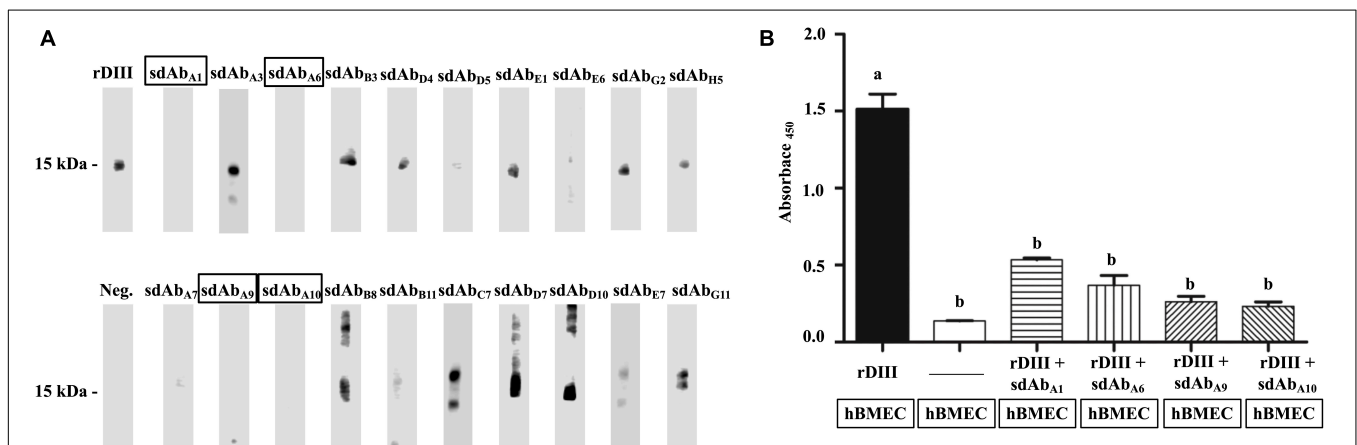 A
rDIII sdAbA1 sdAbA3 sdAbA6 sdAbB3 sdAbD4 sdAbD5 sdAbE1 sdAbE6 sdAbG2 sdAbH5
15 kDa -
Neg. sdAbA7 sdAbA9 sdAbA10 sdAbB8 sdAbB11 sdAbC7 sdAbD7 sdAbD10 sdAbE7 sdAbG11
15 kDa -
B
Absorbace 450
2.0
1.5
1.0
0.5
0.0
a
b
b
b
b
b
rDIII
rDIII + sdAbA1
rDIII + sdAbA6
rDIII + sdAbA9
rDIII + sdAbA10
hBMEC hBMEC hBMEC hBMEC hBMEC hBMEC